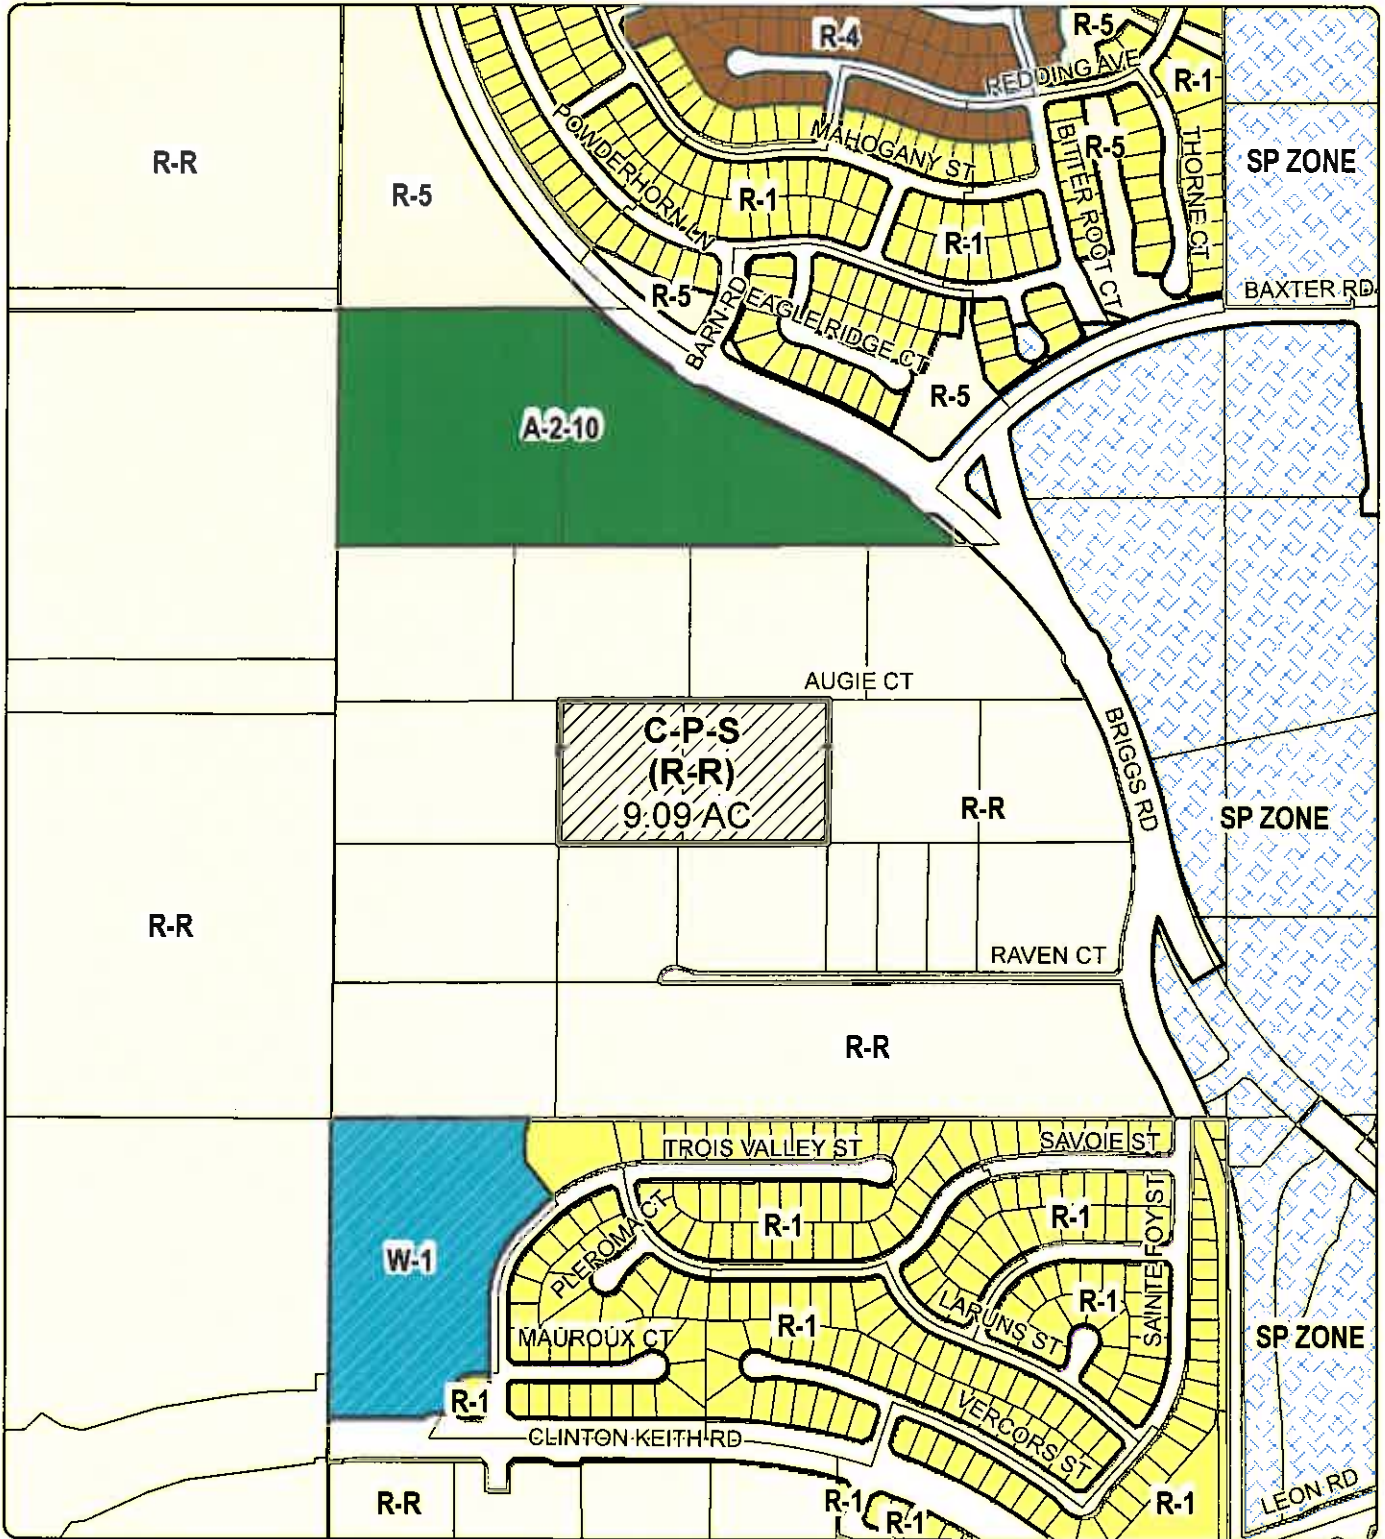 R-4
R-5
REDDING AVE
R-1
R-R
R-5
POWDERHORN LN
MAHOGANY ST
BITTER ROOT CT
R-5
THORNE CT
SP ZONE
R-1
R-1
R-5
BARN RD
EAGLE RIDGE CT
BAXTER RD
R-5
A-2-10
AUGIE CT
C-P-S
(R-R)
9.09 AC
R-R
BRIGGS RD
SP ZONE
R-R
RAVEN CT
R-R
TROIS VALLEY ST
SAVOIE ST
PLEROMA CT
R-1
R-1
SAINTE FOY ST
W-1
LARUNS ST
R-1
MAUROUX CT
R-1
SP ZONE
R-1
VERCORS ST
CLINTON KEITH RD
R-R
R-1
R-1
R-1
LEON RD